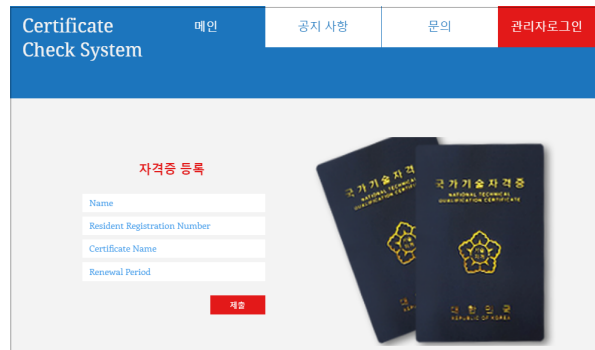 Certificate
Check System
메인
공지 사항
문의
관리자로그인
자격증 등록
Name
Resident Registration Number
Certificate Name
Renewal Period
제출
국가기술자격증
NATIONAL TECHNICAL
QUALIFICATION CERTIFICATE
대
국가기술자격증
NATIONAL TECHNICAL
QUALIFICATION CERTIFICATE
대한민국
REPUBLIC OF KOREA